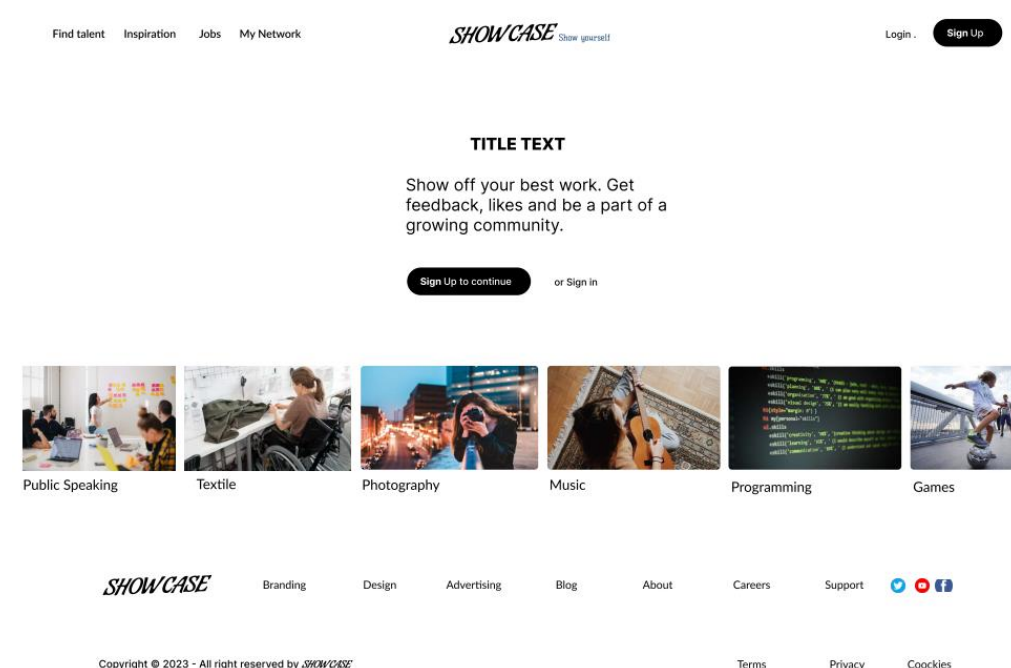 Find talent Inspiration Jobs My Network SHOWCASE Show yourself Login . Sign Up
TITLE TEXT
Show off your best work. Get
feedback, likes and be a part of a
growing community.
Sign Up to continue or Sign in
Public Speaking Textile Photography Music Programming Games
SHOWCASE Branding Design Advertising Blog About Careers Support
Copyright © 2023 - All right reserved by SHOWCASE Terms Privacy Coockies